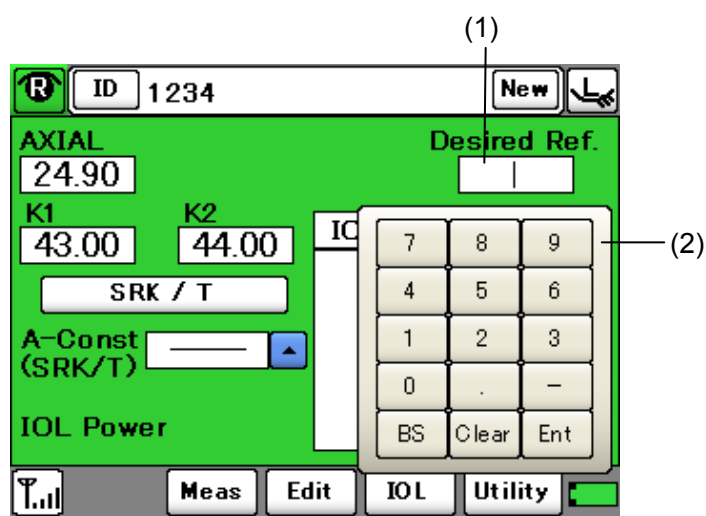 (1)
R ID 1234 New
AXIAL Desired Ref.
24.90
K1 K2 IO
43.00 44.00
7 8 9
(2)
SRK / T
4 5 6
A-Const
(SRK/T)
1 2 3
0 . -
IOL Power
BS Clear Ent
Meas Edit IOL Utility